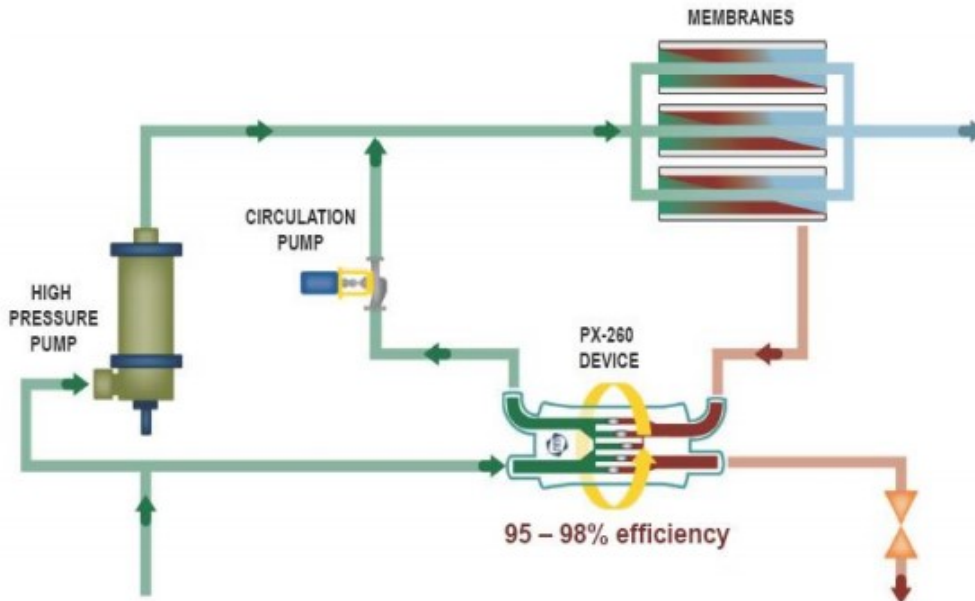 MEMBRANES
CIRCULATION
PUMP
HIGH
PRESSURE
PUMP
PX-260
DEVICE
95 – 98% efficiency